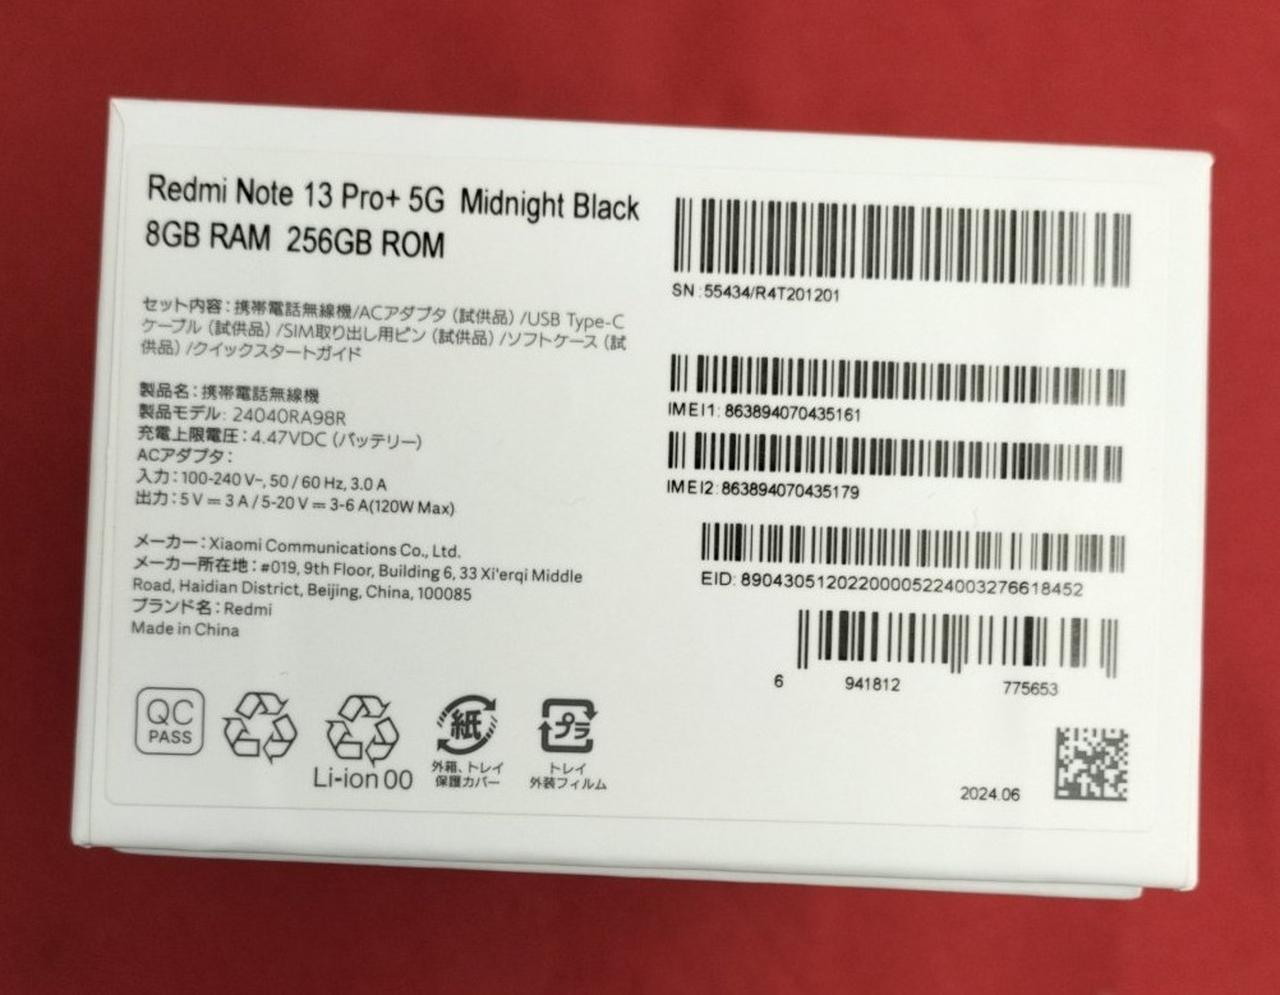 Redmi Note 13 Pro+ 5G Midnight Black
8GB RAM 256GB ROM
セット内容：携帯電話無線機/ACアダプタ（試供品）/USB Type-C
ケーブル（試供品）/SIM取り出し用ピン（試供品）/ソフトケース（試
供品）/クイックスタートガイド
製品名：携帯電話無線機
製品モデル: 24040RA98R
充電上限電圧：4.47VDC（バッテリー）
ACアダプタ：
入力：100-240 V~, 50 / 60 Hz, 3.0 A
出力：5 V ⎓ 3 A / 5-20 V ⎓ 3-6 A(120W Max)
メーカー：Xiaomi Communications Co., Ltd.
メーカー所在地：#019, 9th Floor, Building 6, 33 Xi'erqi Middle
Road, Haidian District, Beijing, China, 100085
ブランド名：Redmi
Made in China
QC
PASS
Li-ion 00
紙
外箱、トレイ
保護カバー
プラ
トレイ
外装フィルム
SN:55434/R4T201201
IMEI1: 863894070435161
IMEI2: 863894070435179
EID: 89043051202200005224003276618452
6 941812 775653
2024.06